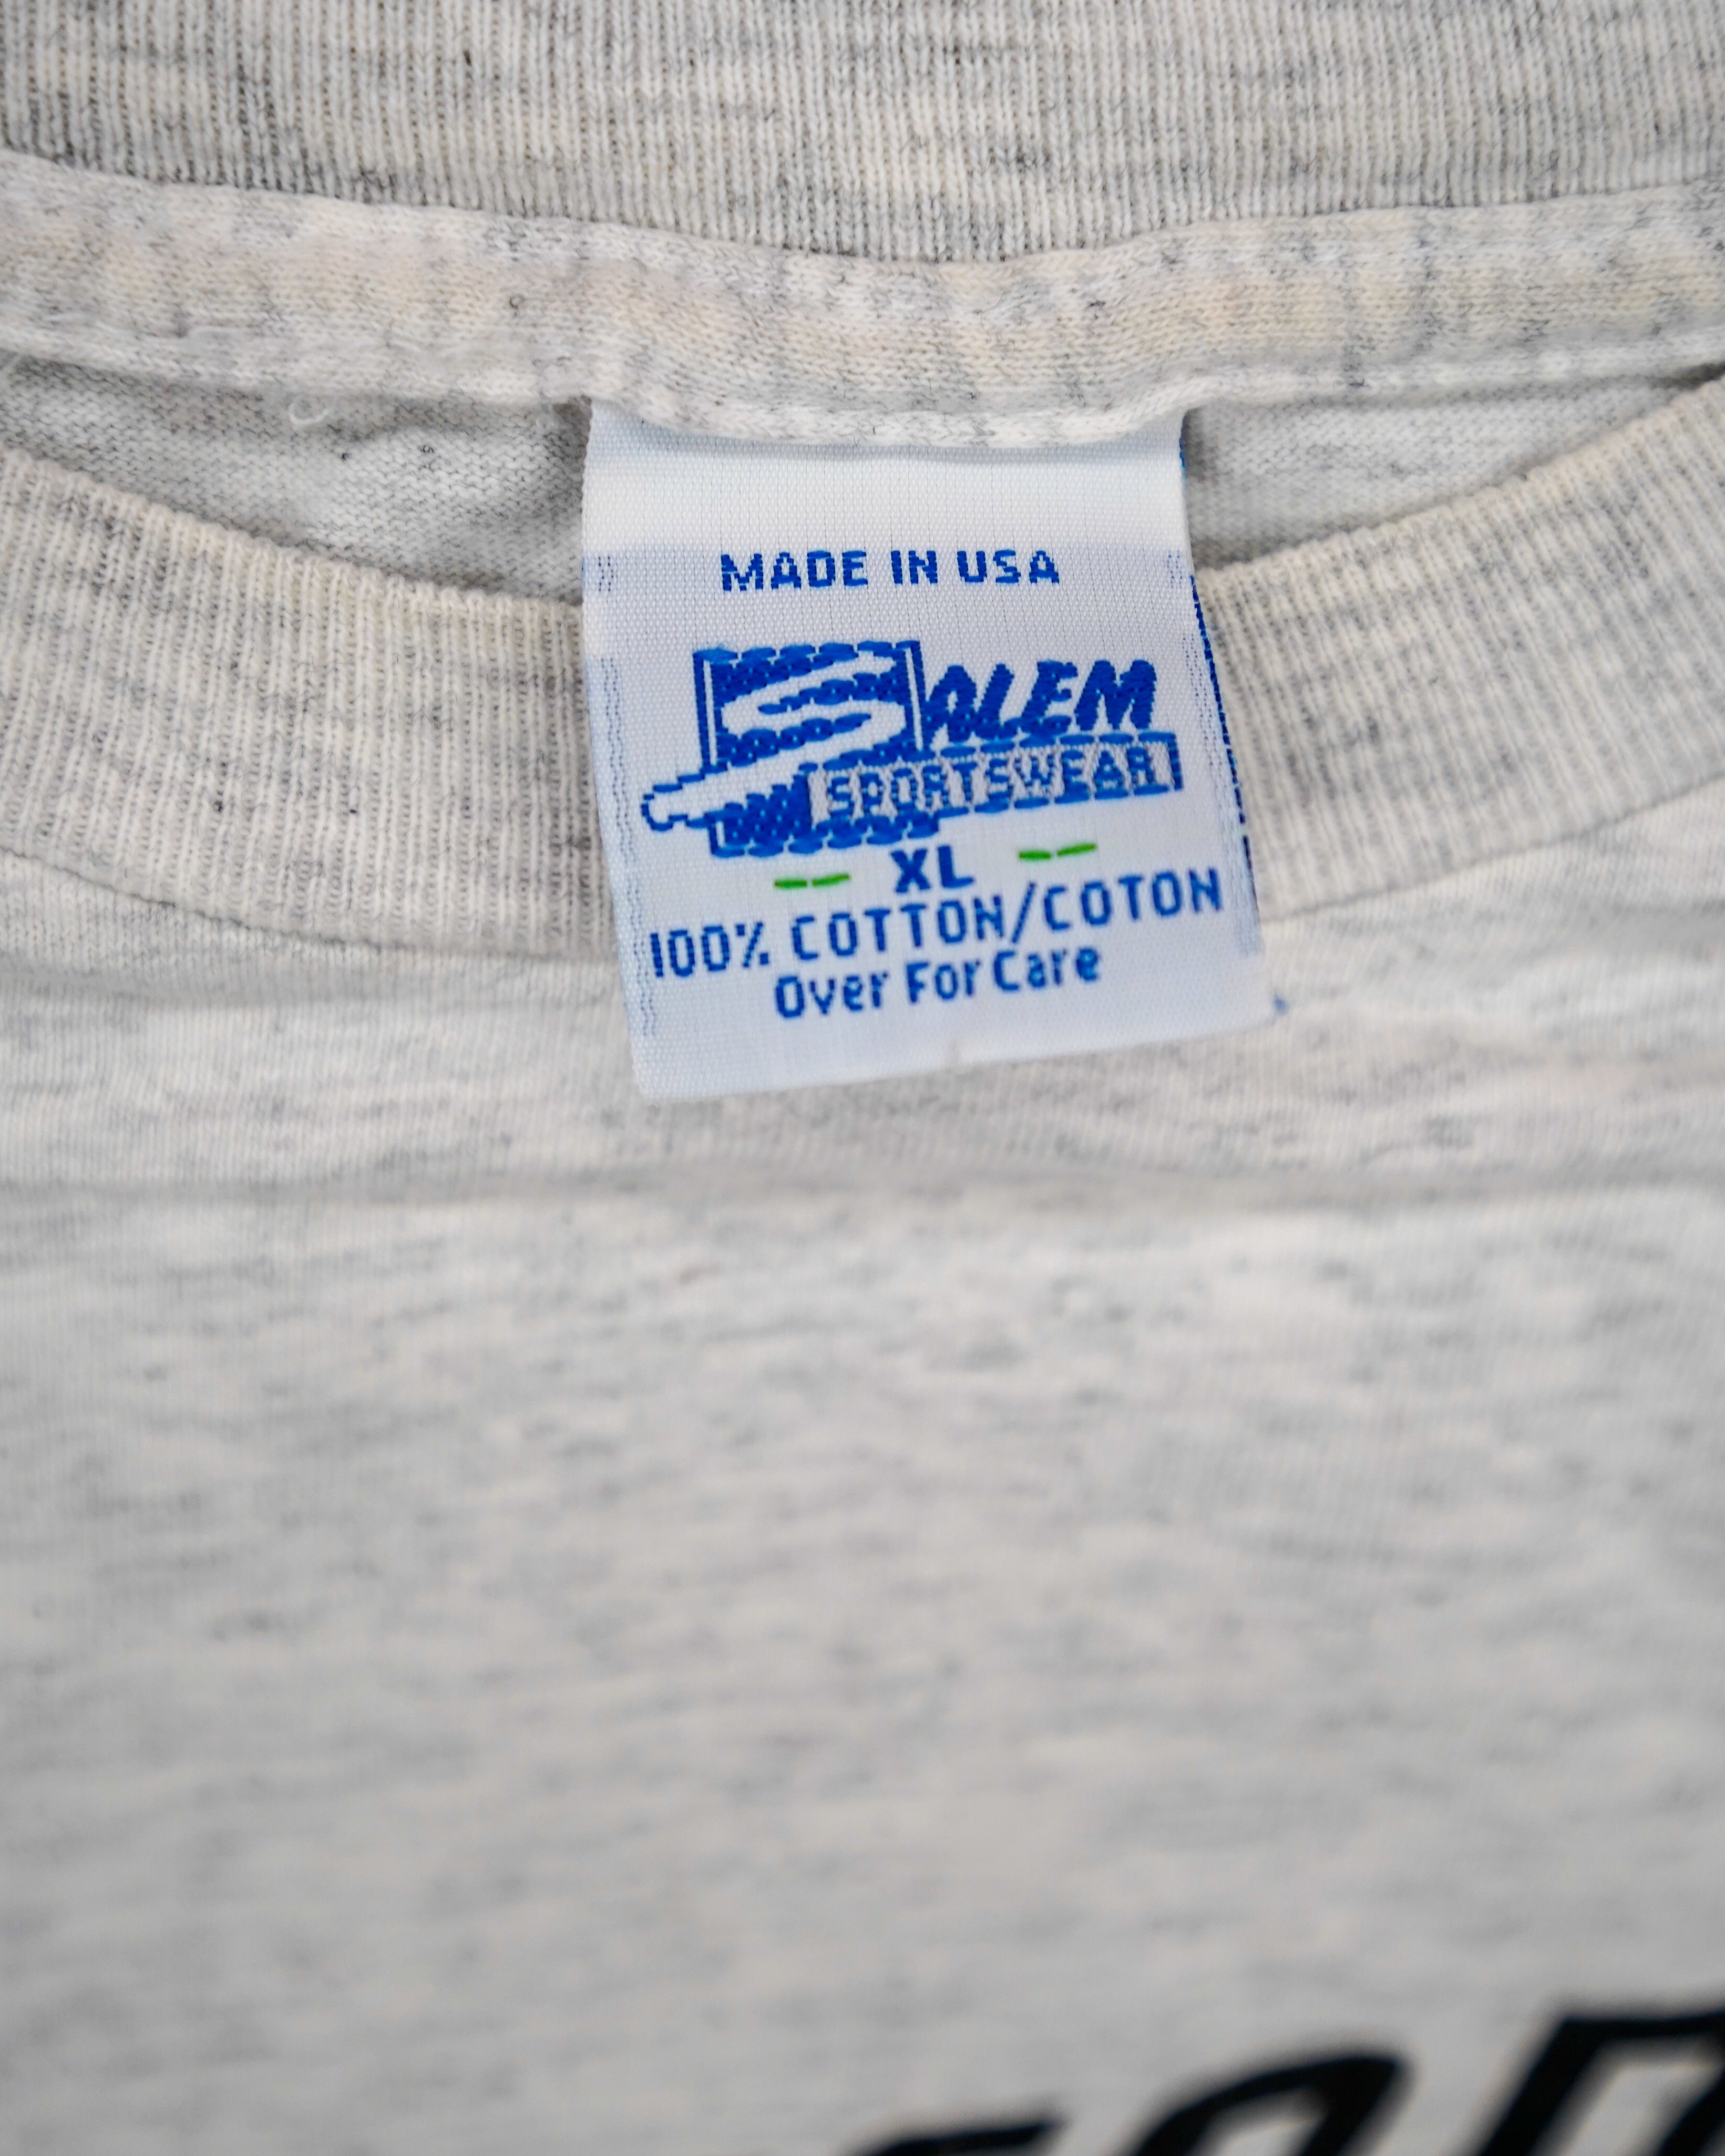 MADE IN USA
SALEM
SPORTSWEAR
-- XL --
100% COTTON/COTON
Over For Care